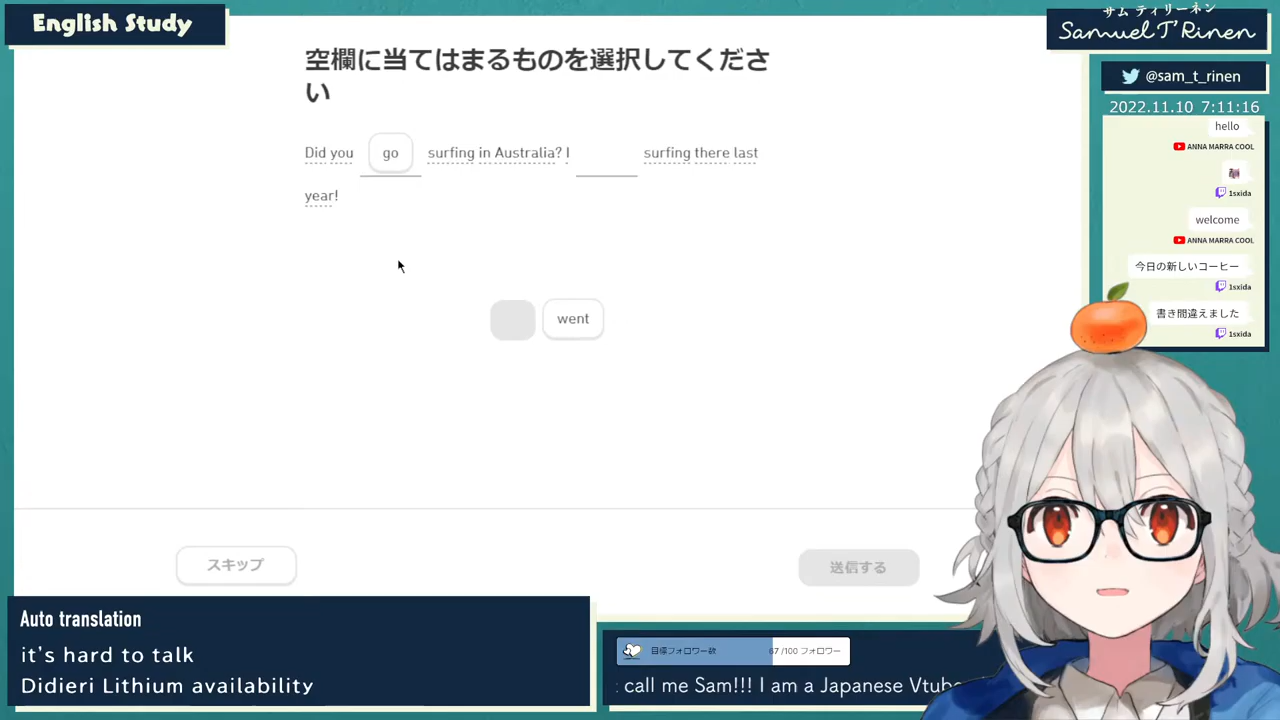 English Study
サム ティリーネン
Samuel T'Rinen
@sam_t_rinen
2022.11.10 7:11:16
空欄に当てはまるものを選択してくださ
い
Did you go surfing in Australia? I surfing there last
year!
went
スキップ
送信する
hello
ANNA MARRA COOL
1sxida
welcome
ANNA MARRA COOL
今日の新しいコーヒー
1sxida
書き間違えました
1sxida
Auto translation
it's hard to talk
Didieri Lithium availability
目標フォロワー数 67 /100 フォロワー
: call me Sam!!! I am a Japanese Vtube